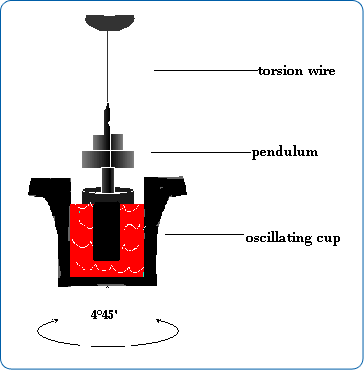 torsion wire
pendulum
oscillating cup
4°45'